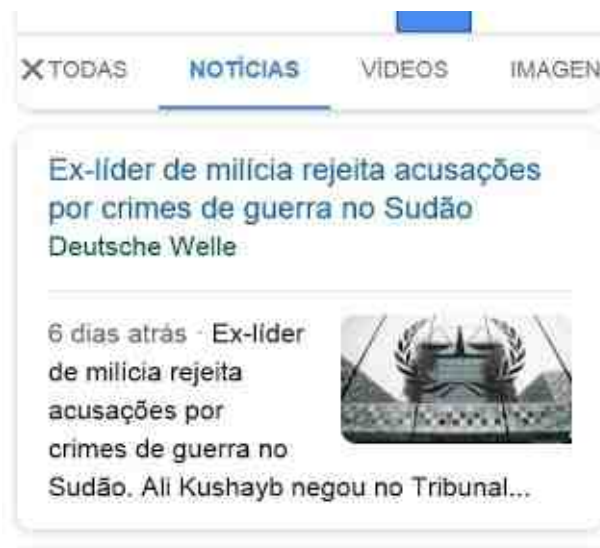 ✕ TODAS NOTÍCIAS VÍDEOS IMAGEN
Ex-líder de milícia rejeita acusações
por crimes de guerra no Sudão
Deutsche Welle
6 dias atrás · Ex-líder
de milícia rejeita
acusações por
crimes de guerra no
Sudão. Ali Kushayb negou no Tribunal...